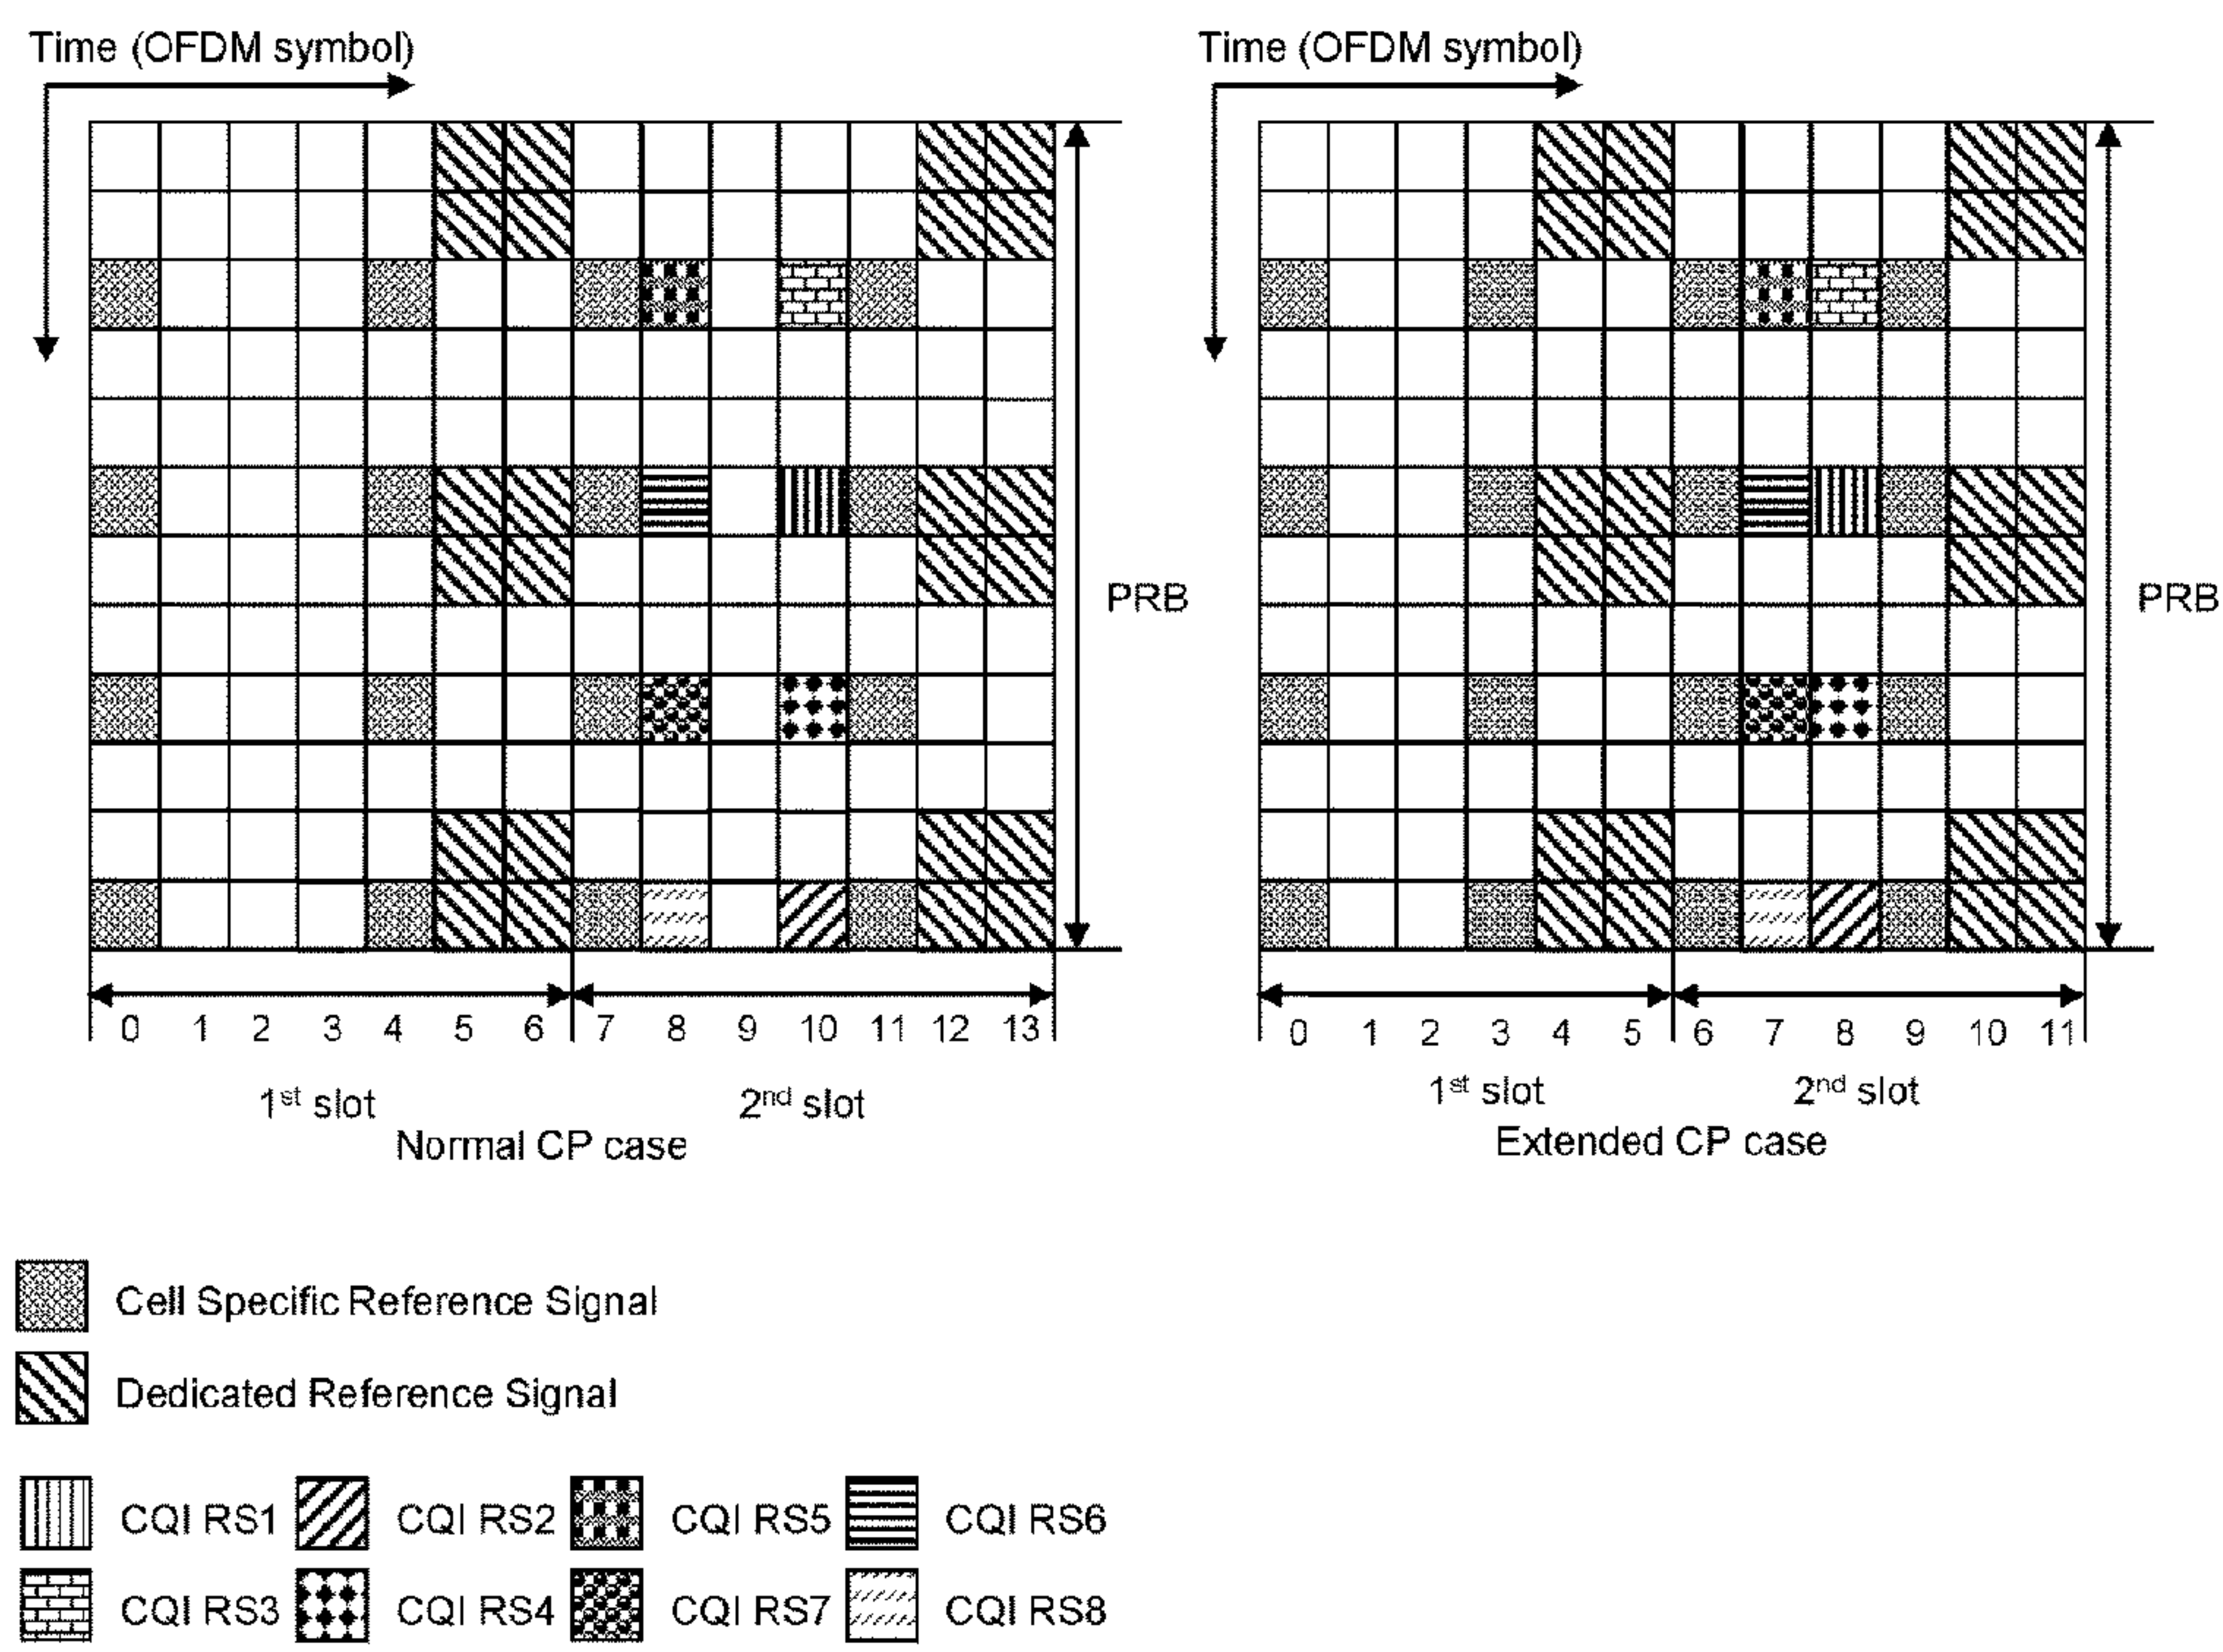 Time (OFDM symbol) Time (OFDM symbol)
PRB PRB
0 1 2 3 4 5 6 7 8 9 10 11 12 13 0 1 2 3 4 5 6 7 8 9 10 11
1st slot 2nd slot 1st slot 2nd slot
Normal CP case Extended CP case
Cell Specific Reference Signal
Dedicated Reference Signal
CQI RS1 CQI RS2 CQI RS5 CQI RS6
CQI RS3 CQI RS4 CQI RS7 CQI RS8